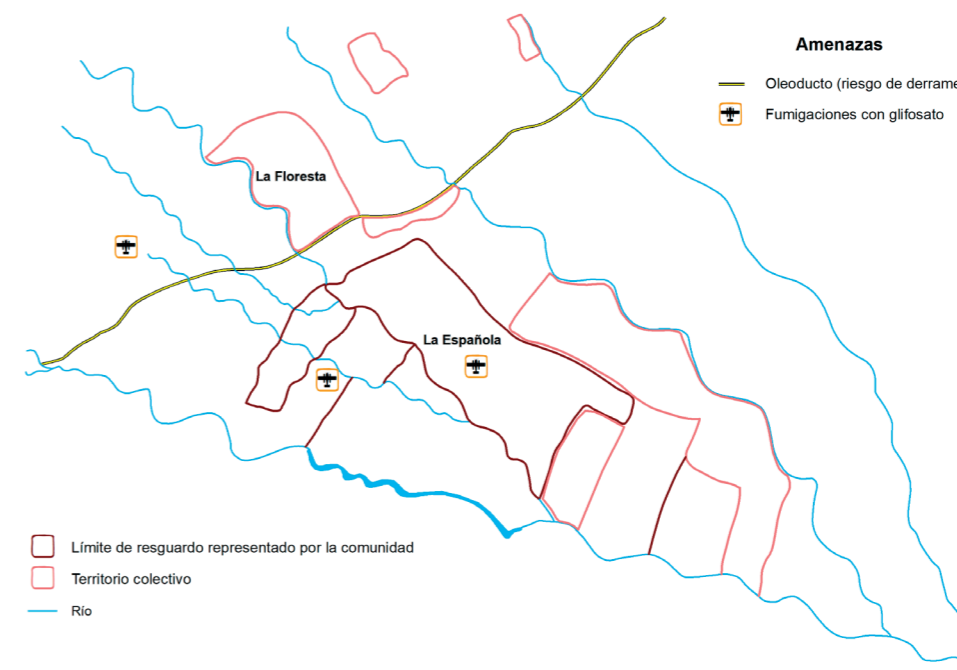 Amenazas
Oleoducto (riesgo de derrame
Fumigaciones con glifosato
La Floresta
La Española
Límite de resguardo representado por la comunidad
Territorio colectivo
Río